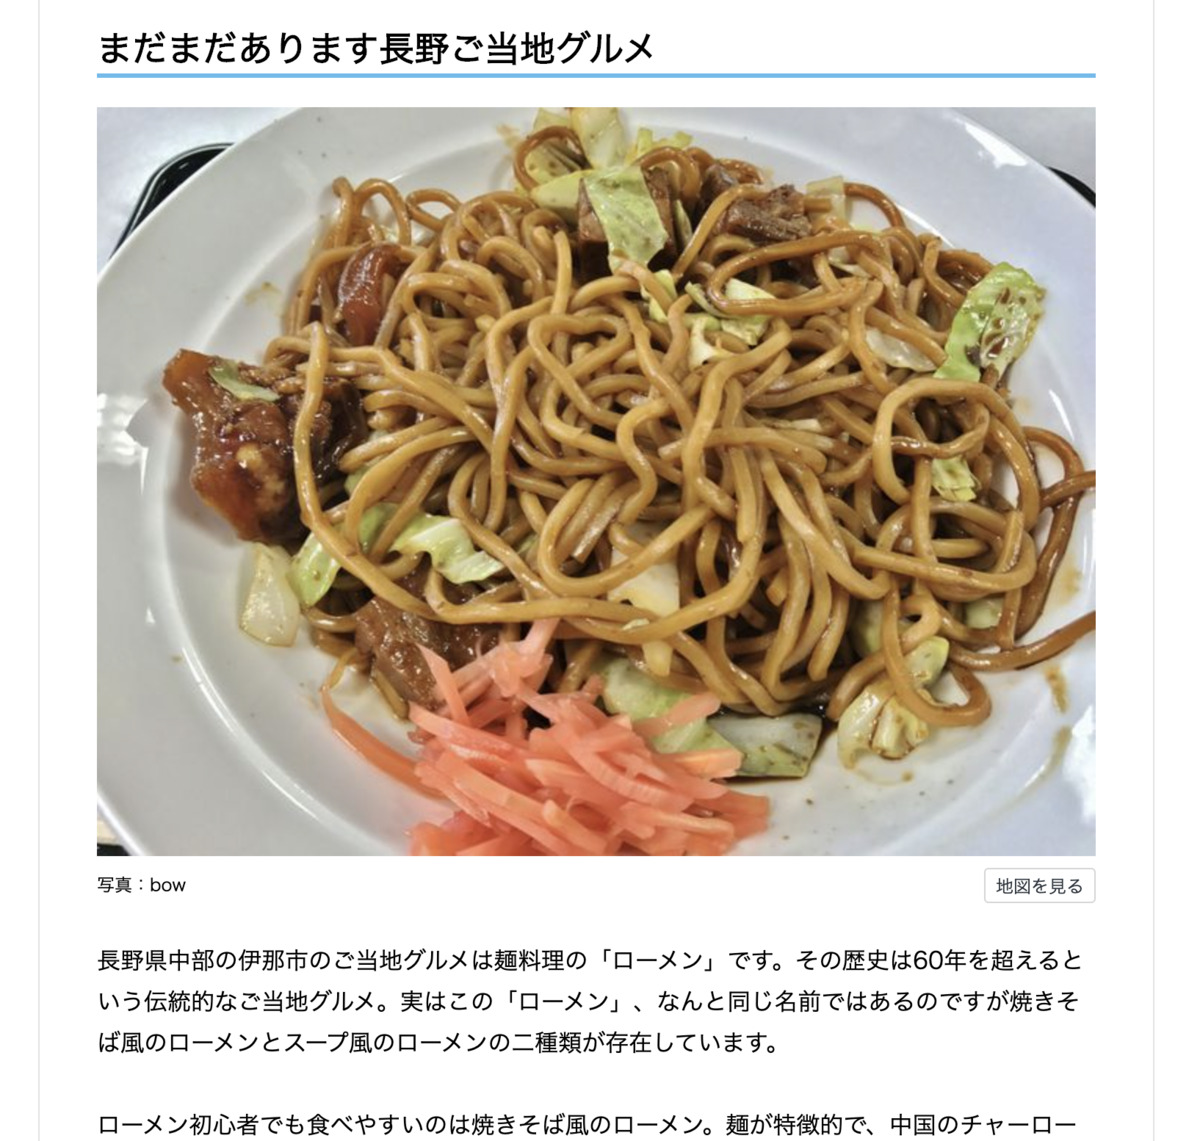 まだまだあります長野ご当地グルメ
写真：bow
地図を見る
長野県中部の伊那市のご当地グルメは麺料理の「ローメン」です。その歴史は60年を超えると
いう伝統的なご当地グルメ。実はこの「ローメン」、なんと同じ名前ではあるのですが焼きそ
ば風のローメンとスープ風のローメンの二種類が存在しています。
ローメン初心者でも食べやすいのは焼きそば風のローメン。麺が特徴的で、中国のチャーロー